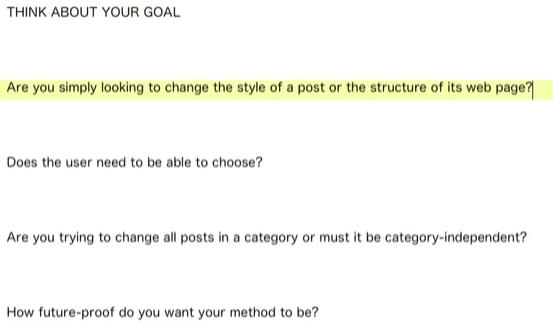 THINK ABOUT YOUR GOAL
Are you simply looking to change the style of a post or the structure of its web page?
Does the user need to be able to choose?
Are you trying to change all posts in a category or must it be category-independent?
How future-proof do you want your method to be?